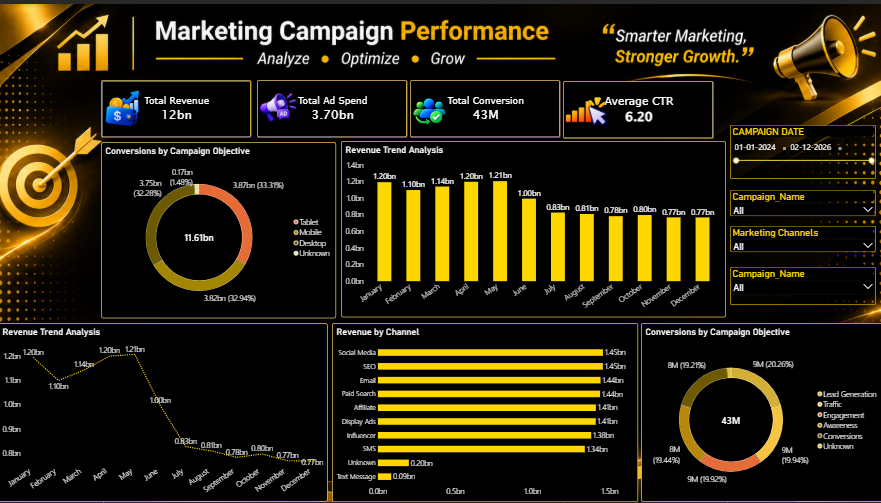 Marketing Campaign Performance
Analyze • Optimize • Grow
“Smarter Marketing,
Stronger Growth.”
Total Revenue
12bn
AD
Total Ad Spend
3.70bn
Total Conversion
43M
Average CTR
6.20
CAMPAIGN DATE
01-01-2024 02-12-2026
Campaign_Name
All
Marketing Channels
All
Campaign_Name
All
Conversions by Campaign Objective
0.17bn
(1.48%)
3.87bn (33.31%)
3.75bn
(32.28%)
11.61bn
3.82bn (32.94%)
Tablet
Mobile
Desktop
Unknown
Revenue Trend Analysis
1.4bn
1.2bn
1.0bn
0.8bn
0.6bn
0.4bn
0.2bn
0.0bn
1.20bn 1.10bn 1.14bn 1.20bn 1.21bn 1.00bn 0.83bn 0.81bn 0.78bn 0.80bn 0.77bn 0.77bn
January February March April May June July August September October November December
Revenue Trend Analysis
1.2bn
1.1bn
1.0bn
0.9bn
0.8bn
1.20bn 1.10bn 1.14bn 1.20bn 1.21bn 1.00bn 0.83bn 0.81bn 0.78bn 0.80bn 0.77bn 0.77bn
January February March April May June July August September October November December
Revenue by Channel
Social Media 1.45bn
SEO 1.45bn
Email 1.44bn
Paid Search 1.44bn
Affiliate 1.41bn
Display Ads 1.41bn
Influencer 1.38bn
SMS 1.34bn
Unknown 0.20bn
Text Message 0.09bn
0.0bn 0.5bn 1.0bn 1.5bn
Conversions by Campaign Objective
8M (19.21%)
9M (20.26%)
43M
8M
(19.44%)
9M
(19.94%)
9M (19.92%)
Lead Generation
Traffic
Engagement
Awareness
Conversions
Unknown